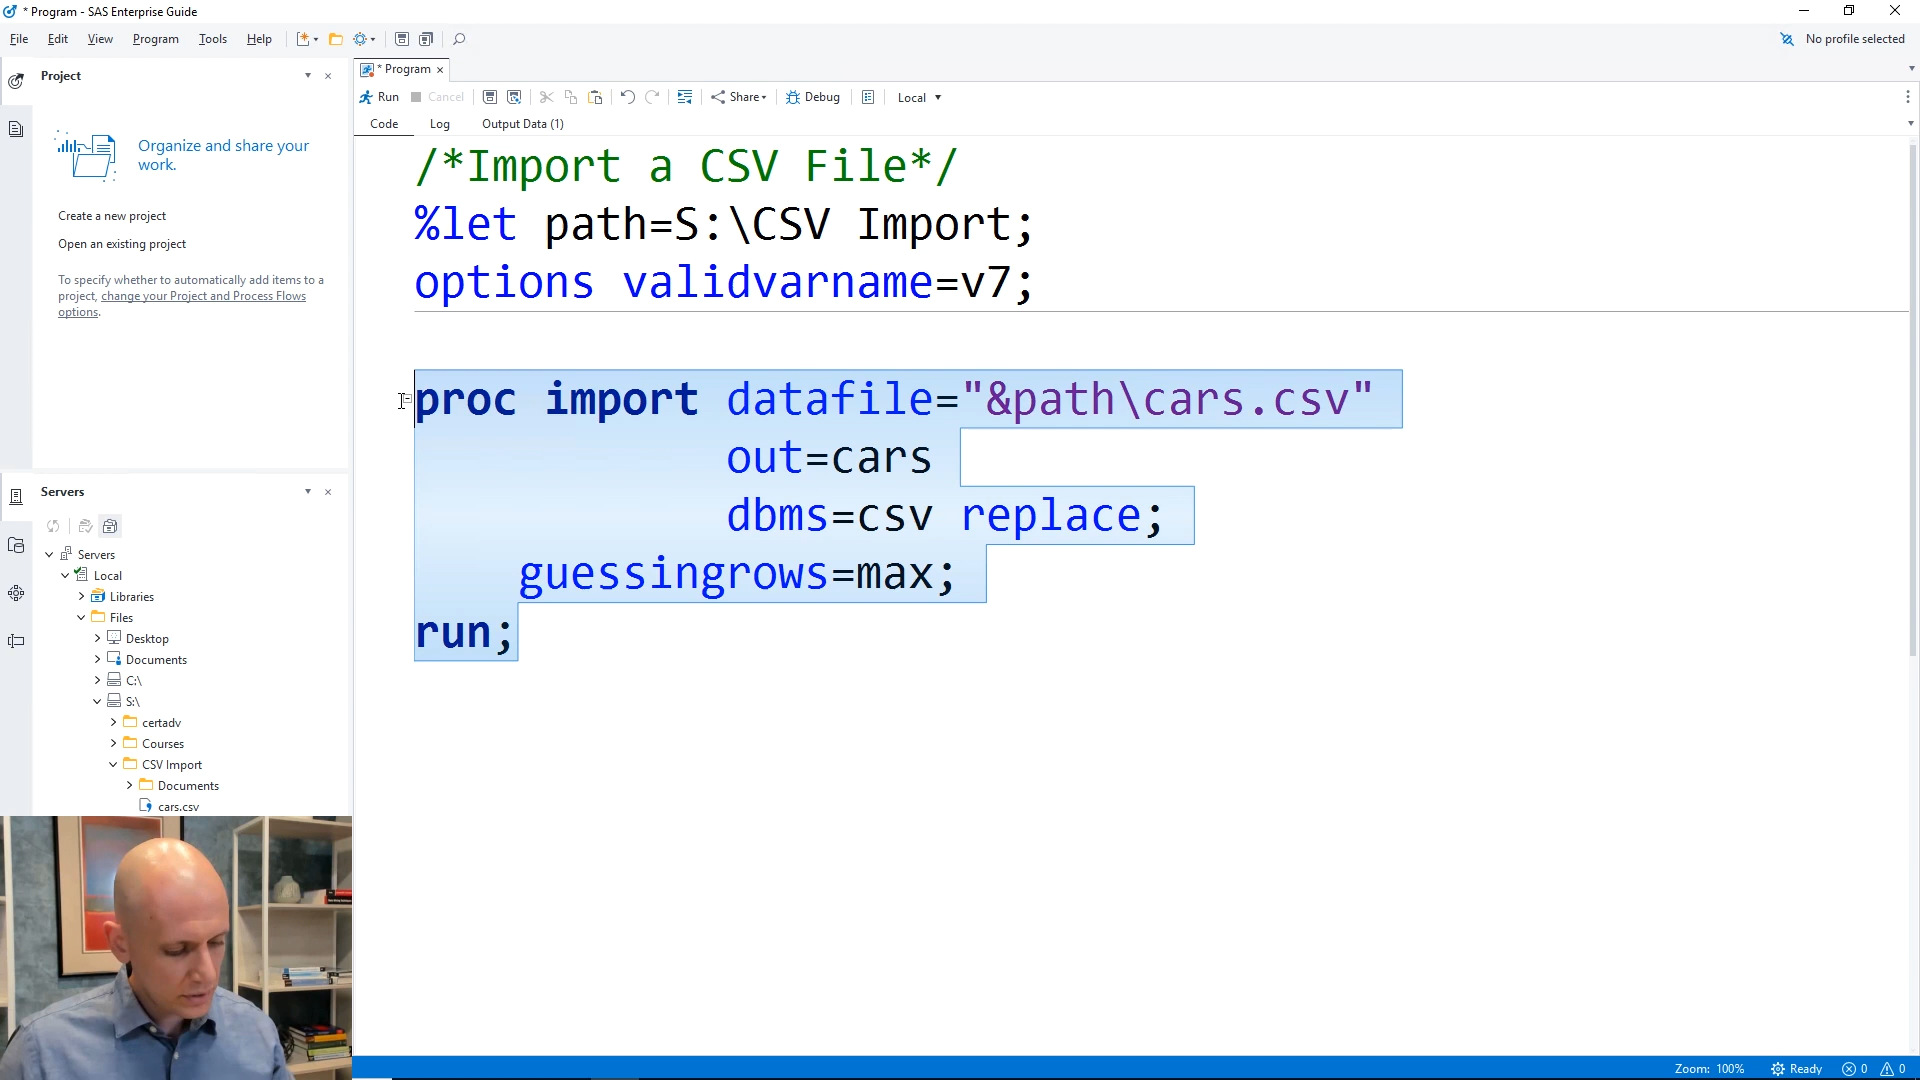 * Program - SAS Enterprise Guide
File Edit View Program Tools Help
No profile selected
Project
Organize and share your
work.
Create a new project
Open an existing project
To specify whether to automatically add items to a
project, change your Project and Process Flows
options.
Servers
Servers
Local
Libraries
Files
Desktop
Documents
C:\
S:\
certadv
Courses
CSV Import
Documents
cars.csv
* Program
Run Cancel Share Debug Local
Code Log Output Data (1)
/*Import a CSV File*/
%let path=S:\CSV Import;
options validvarname=v7;
proc import datafile="&path\cars.csv"
out=cars
dbms=csv replace;
guessingrows=max;
run;
Zoom: 100% Ready 0 0